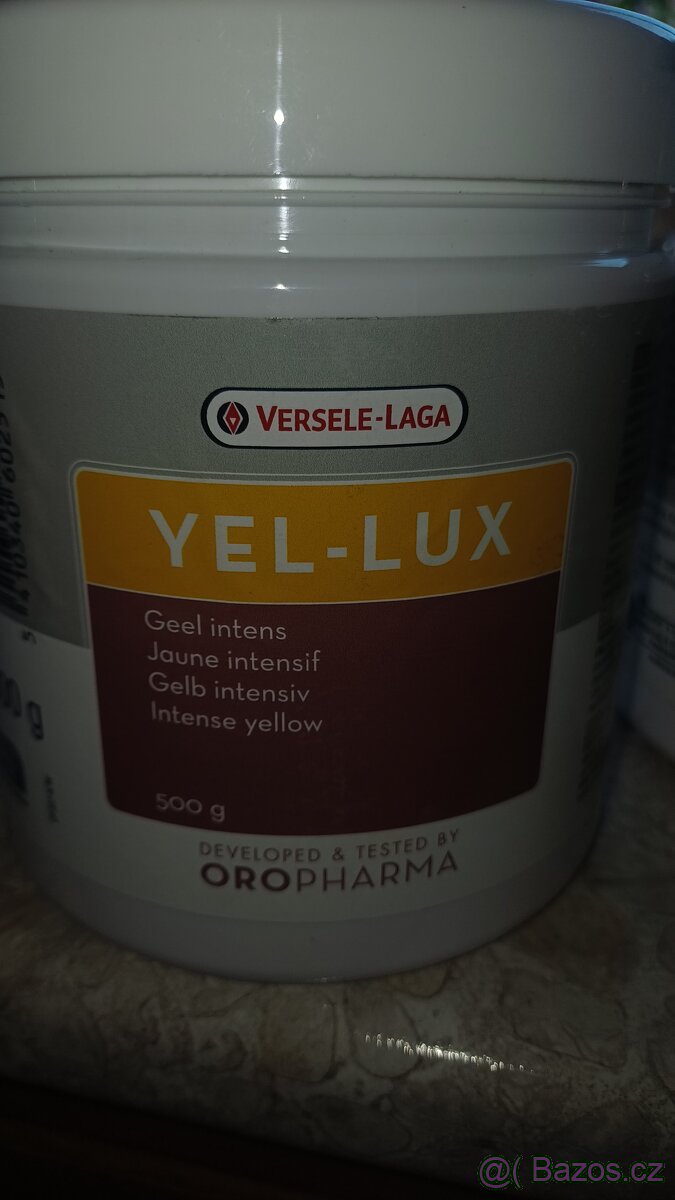 VERSELE-LAGA
YEL-LUX
Geel intens
Jaune intensif
Gelb intensiv
Intense yellow
500 g
DEVELOPED & TESTED BY
OROPHARMA
@( Bazos.cz